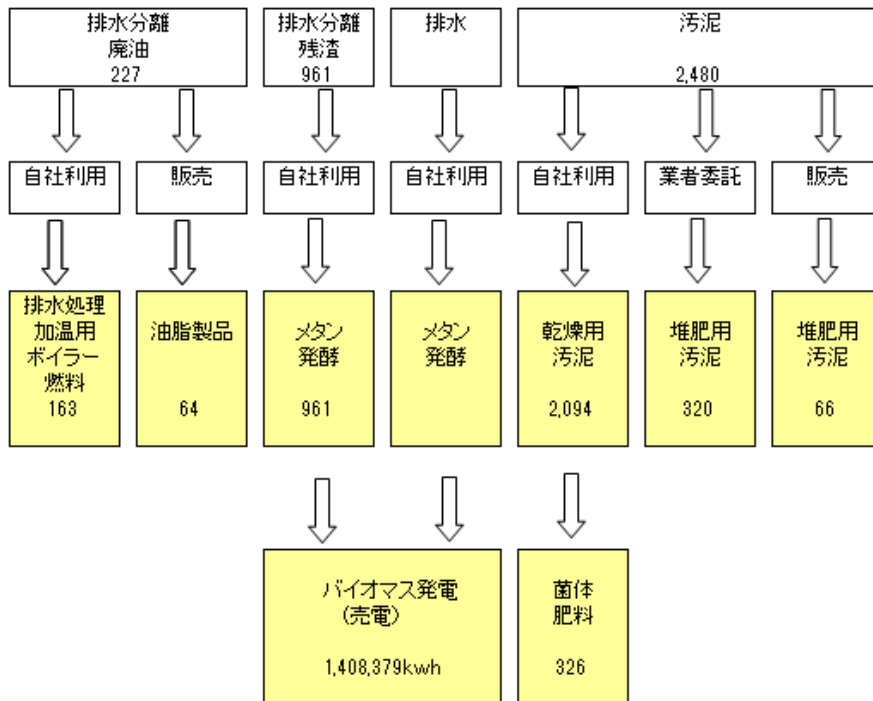 排水分離
廃油
227
排水分離
残渣
961
排水
汚泥
2,480
自社利用
販売
自社利用
自社利用
自社利用
業者委託
販売
排水処理
加温用
ボイラー
燃料
163
油脂製品
64
メタン
発酵
961
メタン
発酵
乾燥用
汚泥
2,094
堆肥用
汚泥
320
堆肥用
汚泥
66
バイオマス発電
(売電)
1,408,379kwh
菌体
肥料
326